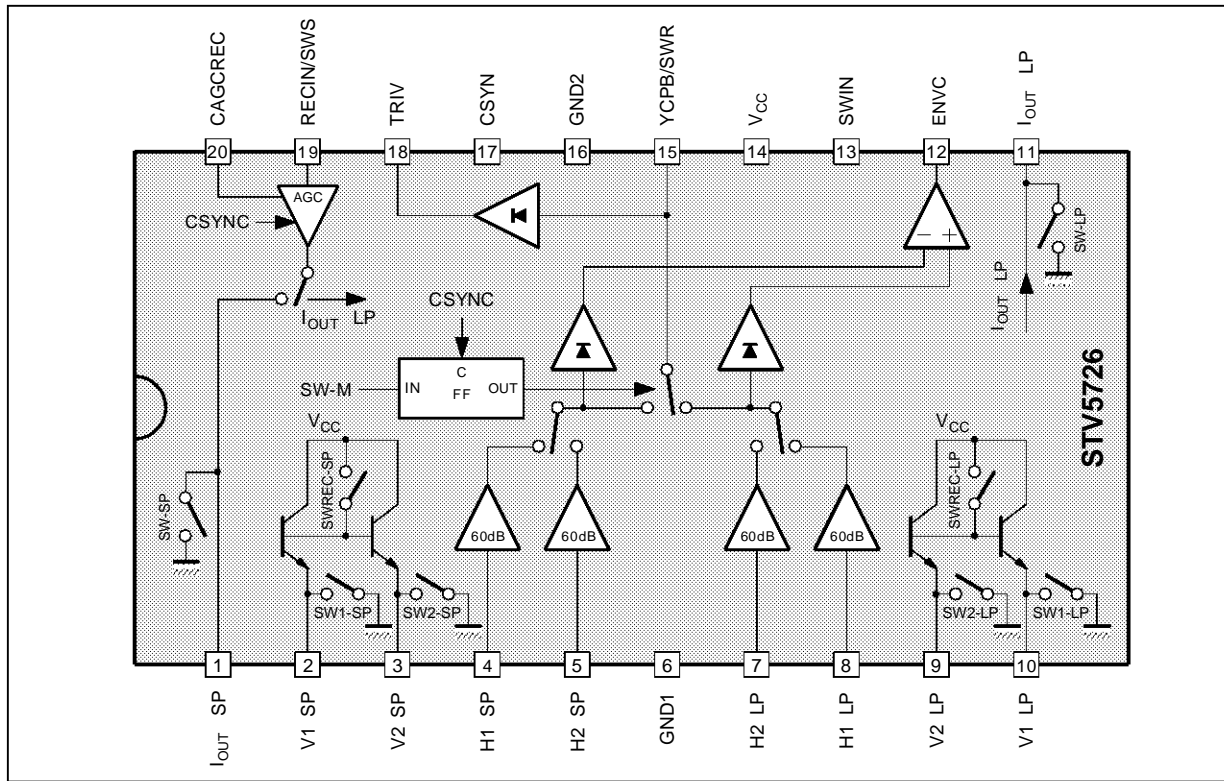 CAGCREC
RECIN/SWS
TRIV
CSYN
GND2
YCPB/SWR
VCC
SWIN
ENVC
IOUT LP
20
19
18
17
16
15
14
13
12
11
AGC
CSYNC
− +
SW-LP
IOUT LP
IOUT LP
CSYNC
SW-M
IN
C
FF
OUT
STV5726
VCC
VCC
SW-SP
SWREC-SP
SWREC-LP
60dB
60dB
60dB
60dB
SW1-SP
SW2-SP
SW2-LP
SW1-LP
1
2
3
4
5
6
7
8
9
10
IOUT SP
V1 SP
V2 SP
H1 SP
H2 SP
GND1
H2 LP
H1 LP
V2 LP
V1 LP